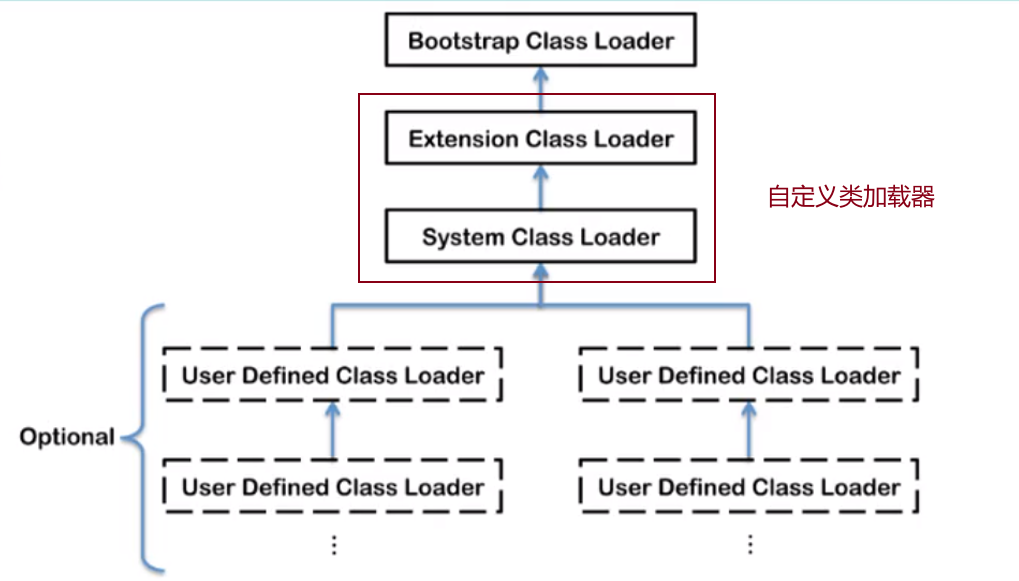 Bootstrap Class Loader
Extension Class Loader
自定义类加载器
System Class Loader
User Defined Class Loader
User Defined Class Loader
Optional
User Defined Class Loader
User Defined Class Loader